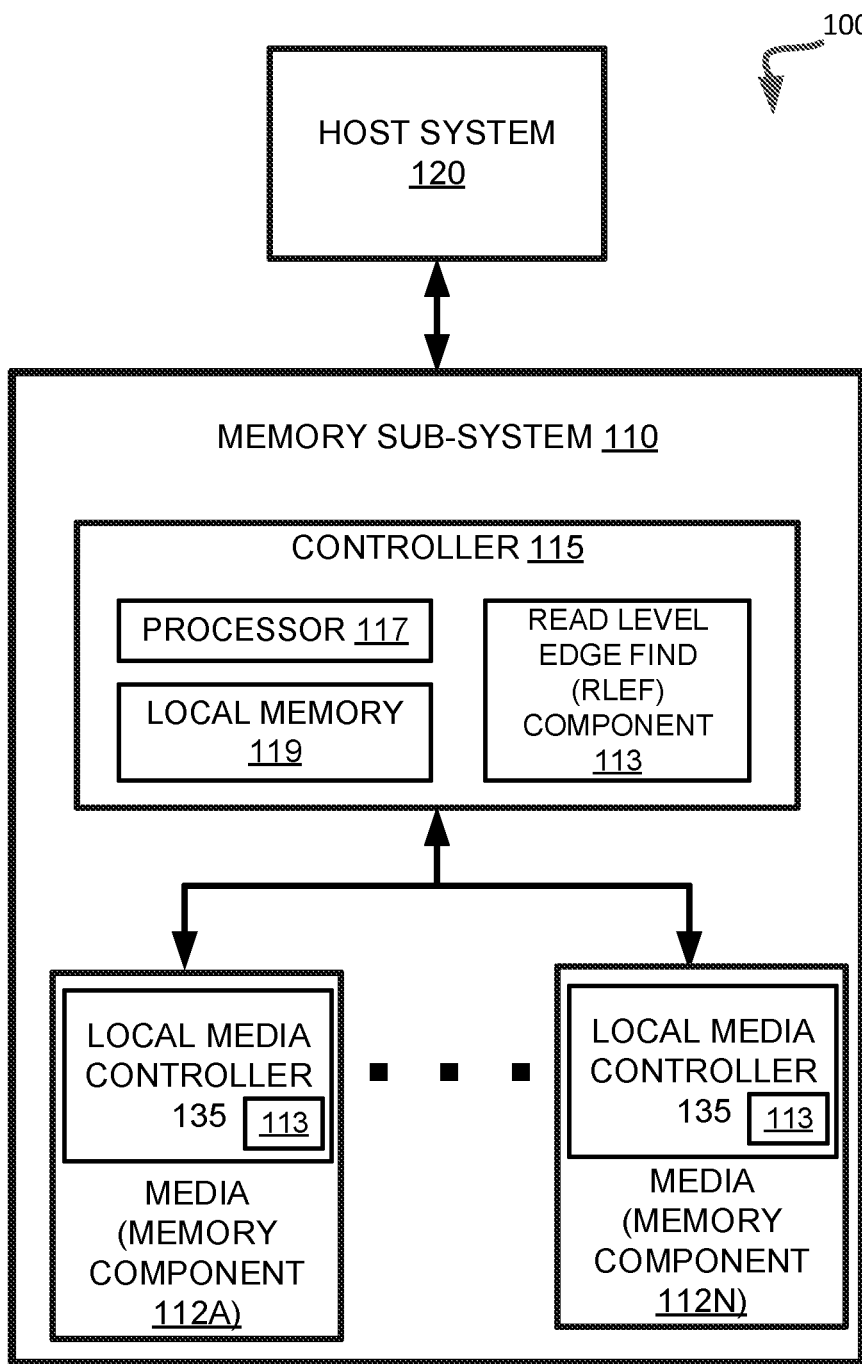 100
HOST SYSTEM
120
MEMORY SUB-SYSTEM 110
CONTROLLER 115
PROCESSOR 117
LOCAL MEMORY
119
READ LEVEL
EDGE FIND
(RLEF)
COMPONENT
113
LOCAL MEDIA
CONTROLLER
135 113
MEDIA
(MEMORY
COMPONENT
112A)
LOCAL MEDIA
CONTROLLER
135 113
MEDIA
(MEMORY
COMPONENT
112N)